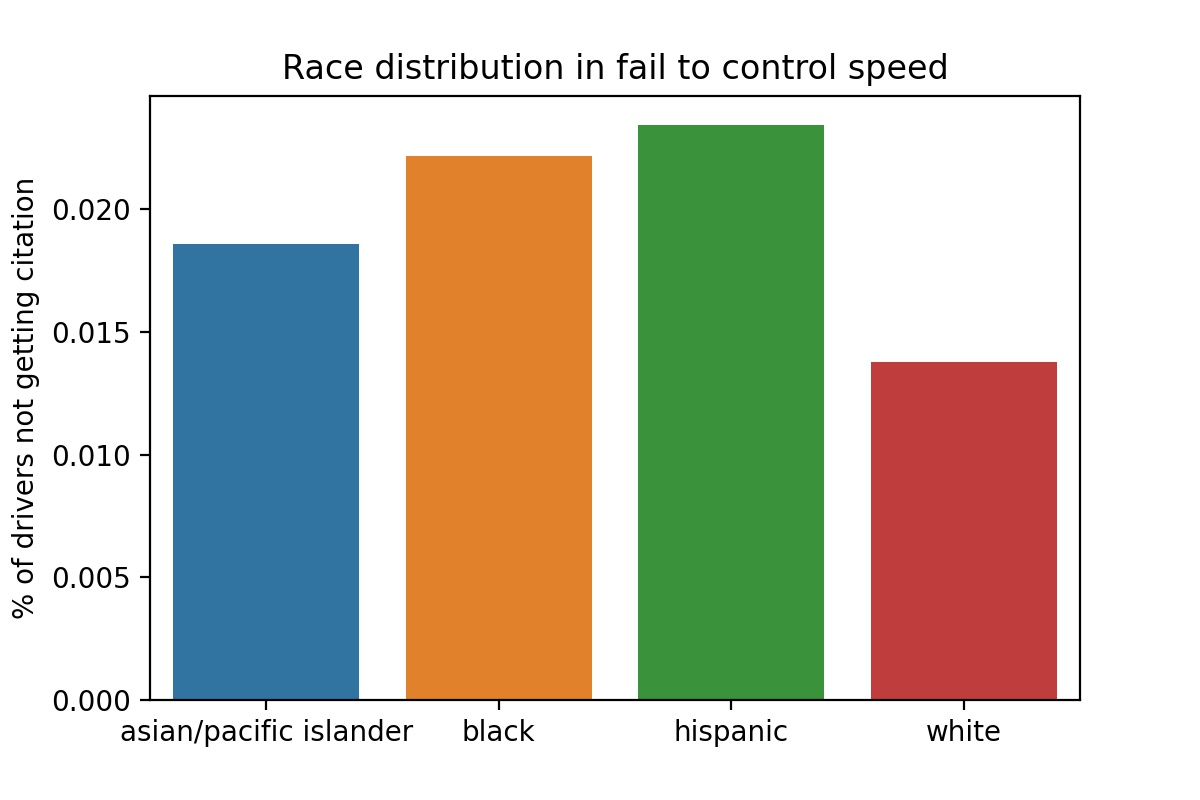 Race distribution in fail to control speed
% of drivers not getting citation
0.020
0.015
0.010
0.005
0.000
asian/pacific islander black hispanic white